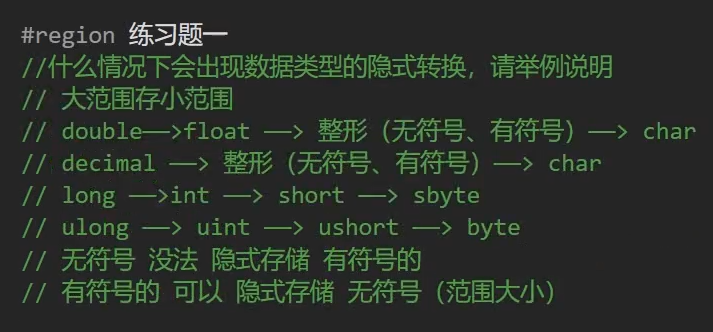 #region 练习题一
//什么情况下会出现数据类型的隐式转换，请举例说明
// 大范围存小范围
// double——>float ——> 整形（无符号、有符号）——> char
// decimal ——> 整形（无符号、有符号）——> char
// long ——>int ——> short ——> sbyte
// ulong ——> uint ——> ushort ——> byte
// 无符号 没法 隐式存储 有符号的
// 有符号的 可以 隐式存储 无符号（范围大小）